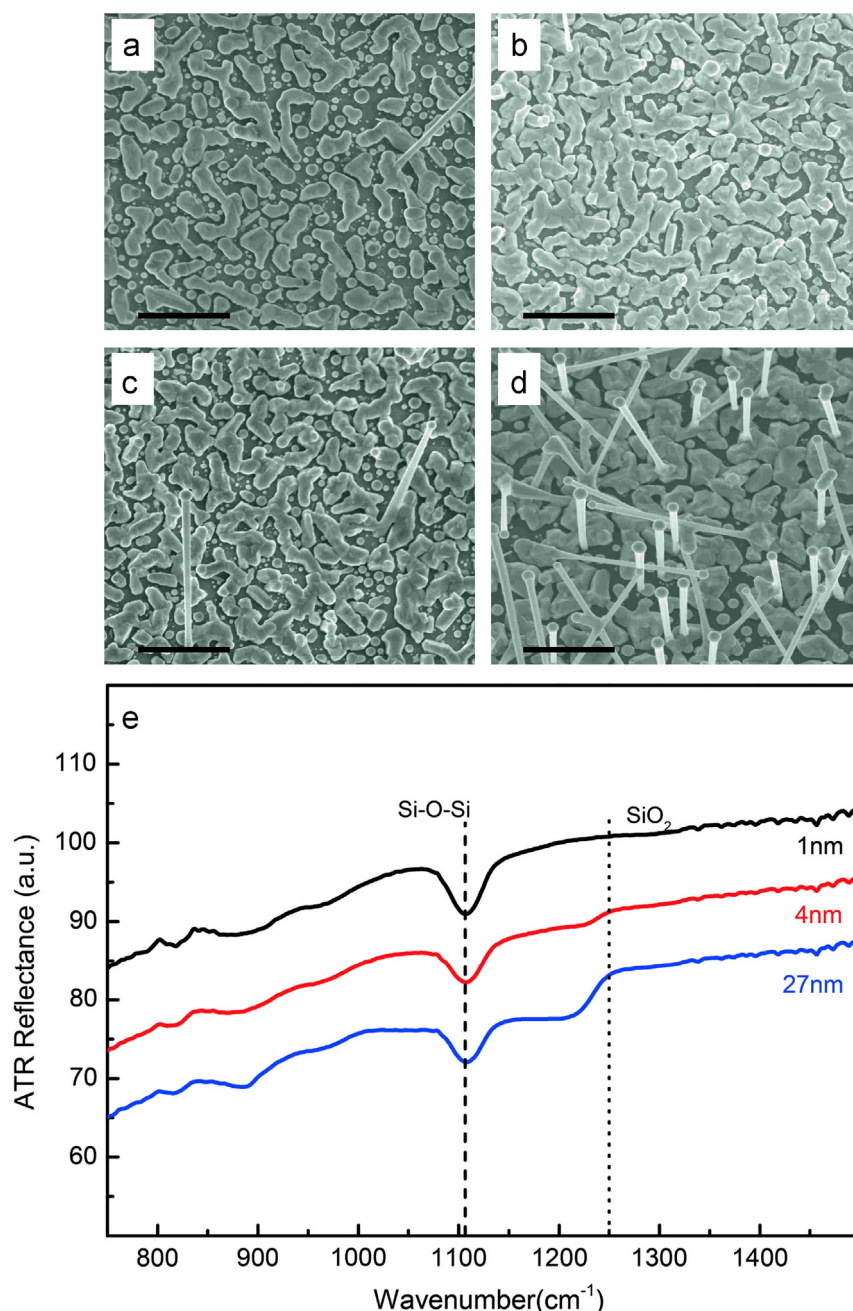 a
b
c
d
e
Si-O-Si
SiO₂
1nm
4nm
27nm
110
100
90
80
70
60
ATR Reflectance (a.u.)
800 900 1000 1100 1200 1300 1400
Wavenumber(cm⁻¹)